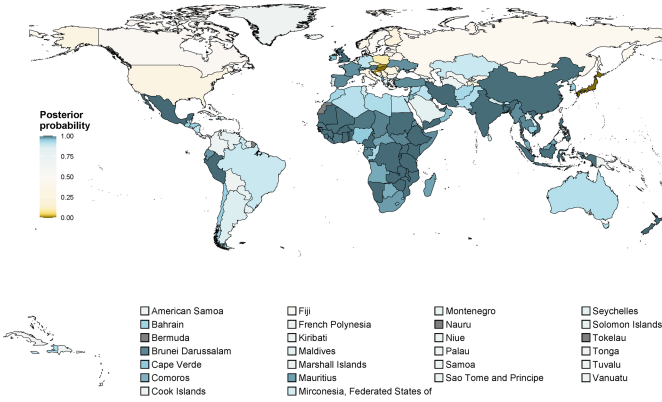 Posterior
probability
1.00
0.75
0.50
0.25
0.00
American Samoa
Bahrain
Bermuda
Brunei Darussalam
Cape Verde
Comoros
Cook Islands
Fiji
French Polynesia
Kiribati
Maldives
Marshall Islands
Mauritius
Mirconesia, Federated States of
Montenegro
Nauru
Niue
Palau
Samoa
Sao Tome and Principe
Seychelles
Solomon Islands
Tokelau
Tonga
Tuvalu
Vanuatu